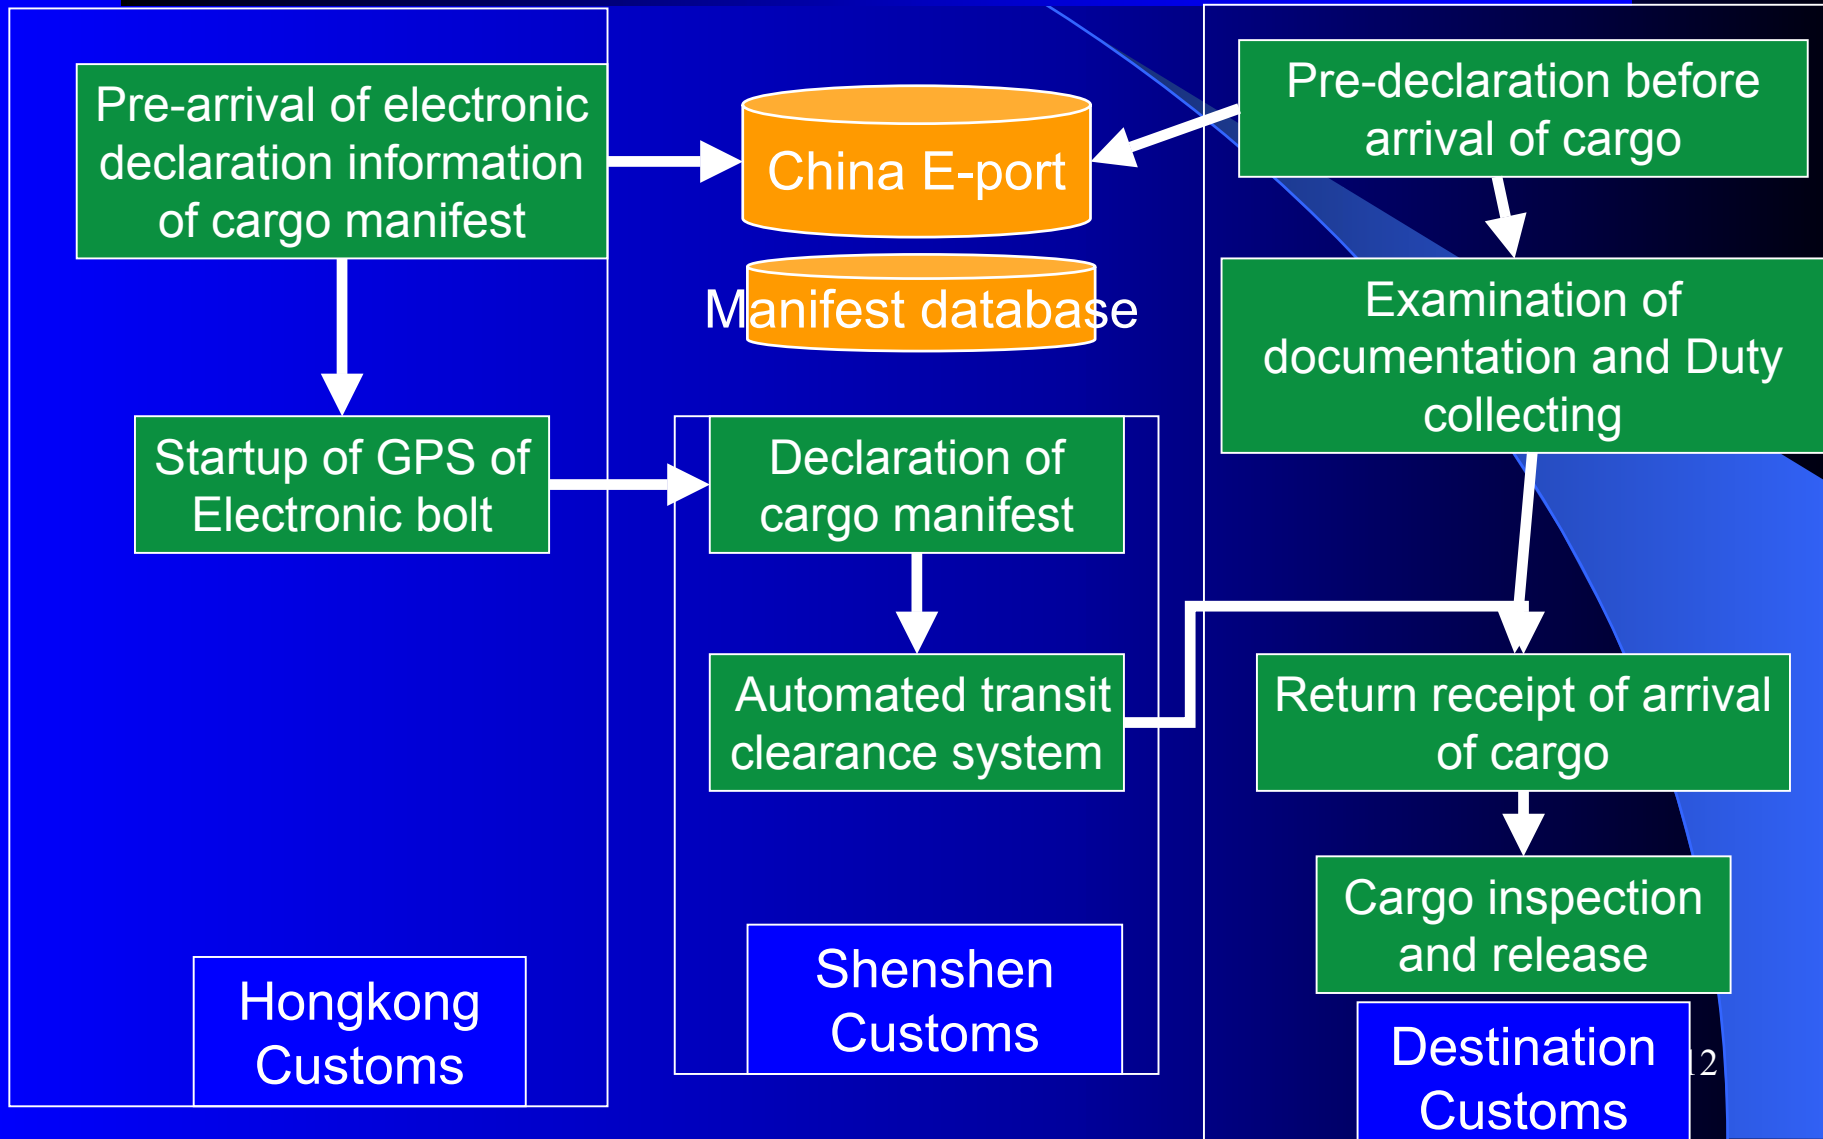 Pre-arrival of electronic
declaration information
of cargo manifest
China E-port
Manifest database
Pre-declaration before
arrival of cargo
Examination of
documentation and Duty
collecting
Startup of GPS of
Electronic bolt
Declaration of
cargo manifest
Automated transit
clearance system
Return receipt of arrival
of cargo
Cargo inspection
and release
Hongkong
Customs
Shenshen
Customs
Destination
Customs
12